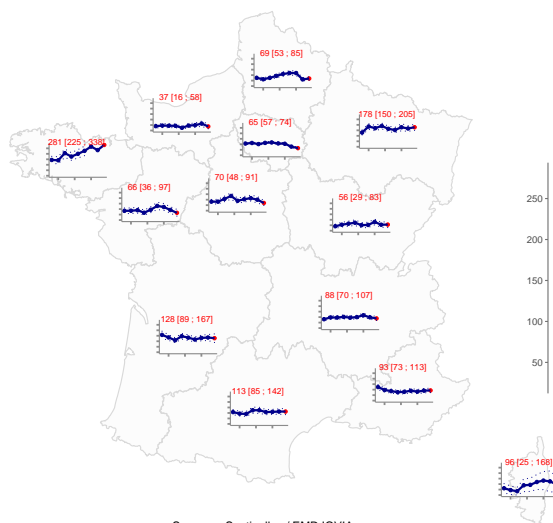 69 [53 ; 85]
37 [16 ; 58]
178 [150 ; 205]
65 [57 ; 74]
281 [225 ; 338]
70 [48 ; 91]
66 [36 ; 97]
56 [29 ; 83]
250
200
150
100
50
88 [70 ; 107]
128 [89 ; 167]
93 [73 ; 113]
113 [85 ; 142]
96 [25 ; 168]